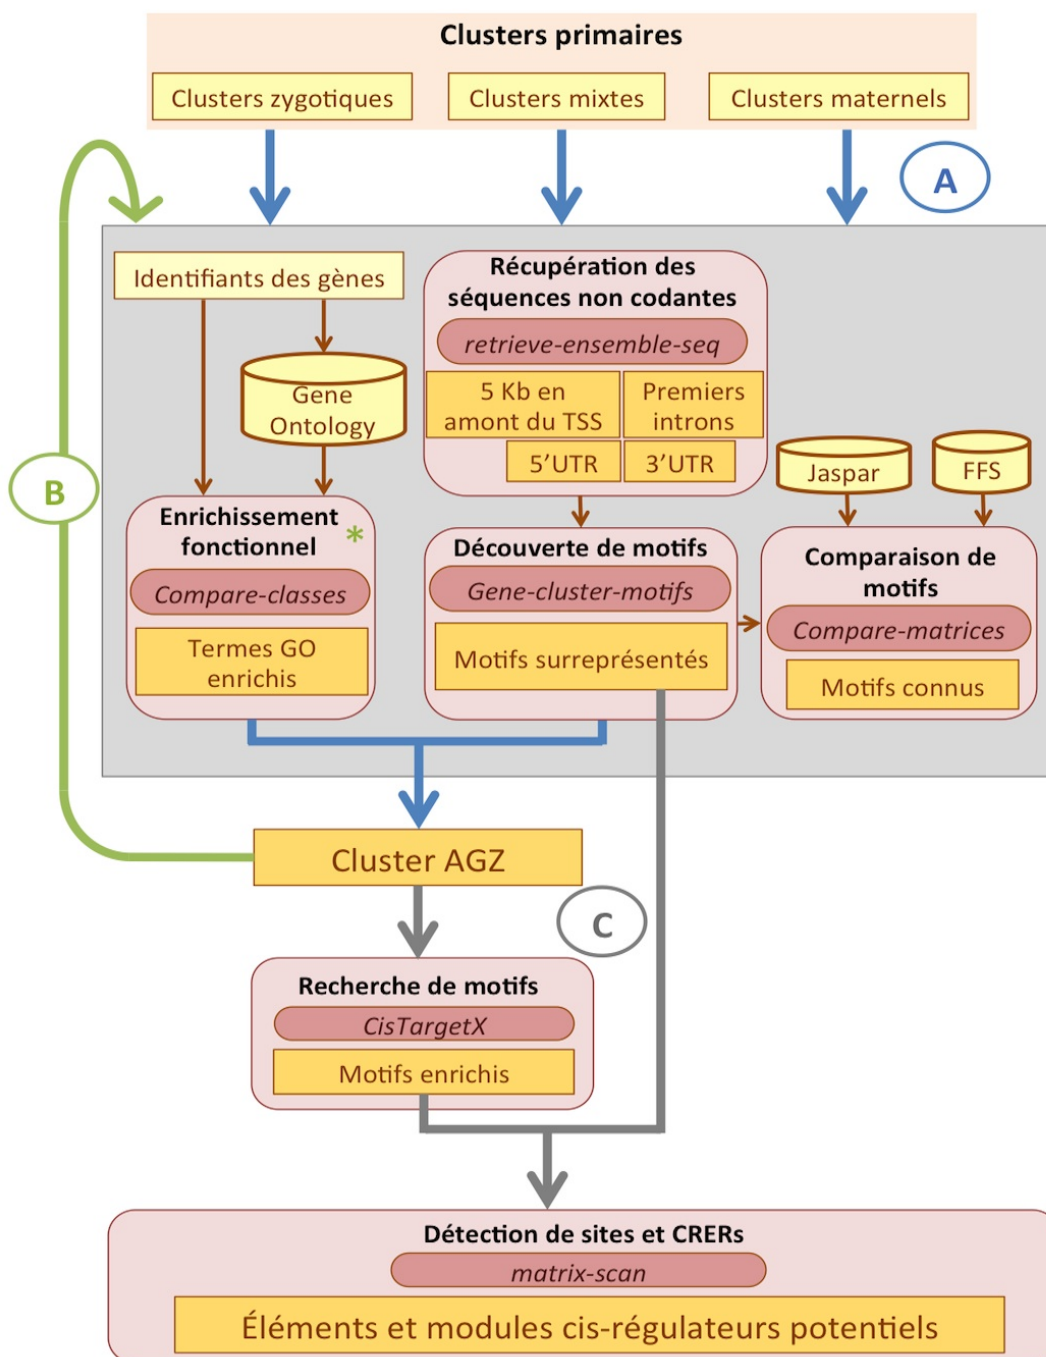 Clusters primaires
Clusters zygotiques
Clusters mixtes
Clusters maternels
A
Identifiants des gènes
Gene
Ontology
Enrichissement
fonctionnel *
Compare-classes
Termes GO
enrichis
Récupération des
séquences non codantes
retrieve-ensemble-seq
5 Kb en
amont du TSS
Premiers
introns
5'UTR
3'UTR
Découverte de motifs
Gene-cluster-motifs
Motifs surreprésentés
Jaspar
FFS
Comparaison de
motifs
Compare-matrices
Motifs connus
B
Cluster AGZ
C
Recherche de motifs
CisTargetX
Motifs enrichis
Détection de sites et CRERs
matrix-scan
Éléments et modules cis-régulateurs potentiels